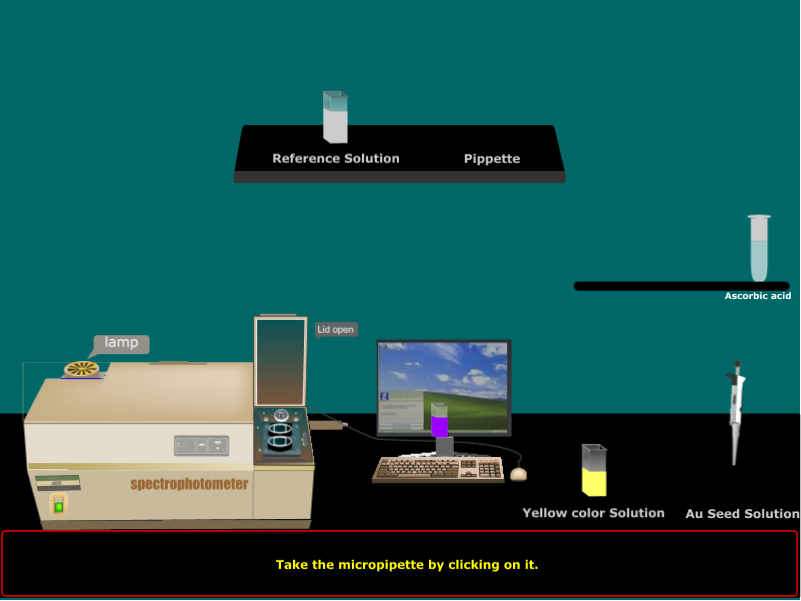 Reference Solution
Pippette
Ascorbic acid
Lid open
lamp
spectrophotometer
Yellow color Solution
Au Seed Solution
Take the micropipette by clicking on it.